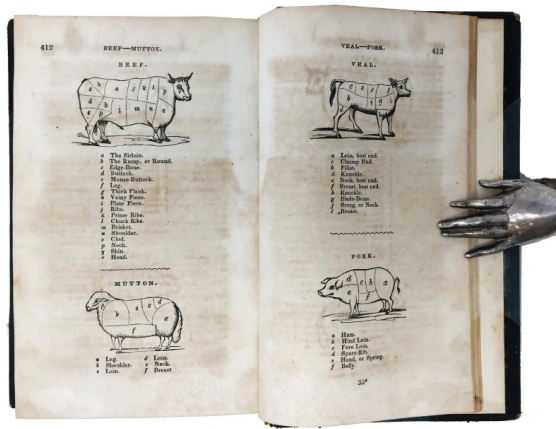 412
BEEF—MUTTON.
BEEF.
a The Sirloin.
b The Rump, or Round.
c Edge-Bone.
d Buttock.
e Mouse-Buttock.
f Leg.
g Thick Flank.
h Veiny Piece.
i Plate Piece.
j Ribs.
k Prime Ribs.
l Chuck Ribs.
m Brisket.
n Shoulder.
o Clod.
p Neck.
q Shin.
Head.
MUTTON.
a Leg.
b Shoulder.
Loin.
d Loin.
e Neck.
f Breast
VEAL—PORK.
413
VEAL.
a Loin, best end.
Chump End.
Fillet.
d Knuckle.
Neck, best end.
f Breast, best end.
h Knuckle.
g Blade-Bone.
Scrag, or Neck.
Breast.
PORK.
a Ham.
b Hind Loin.
c Fore Loin.
d Spare-Rib.
e Hand, or Spring.
f Belly.